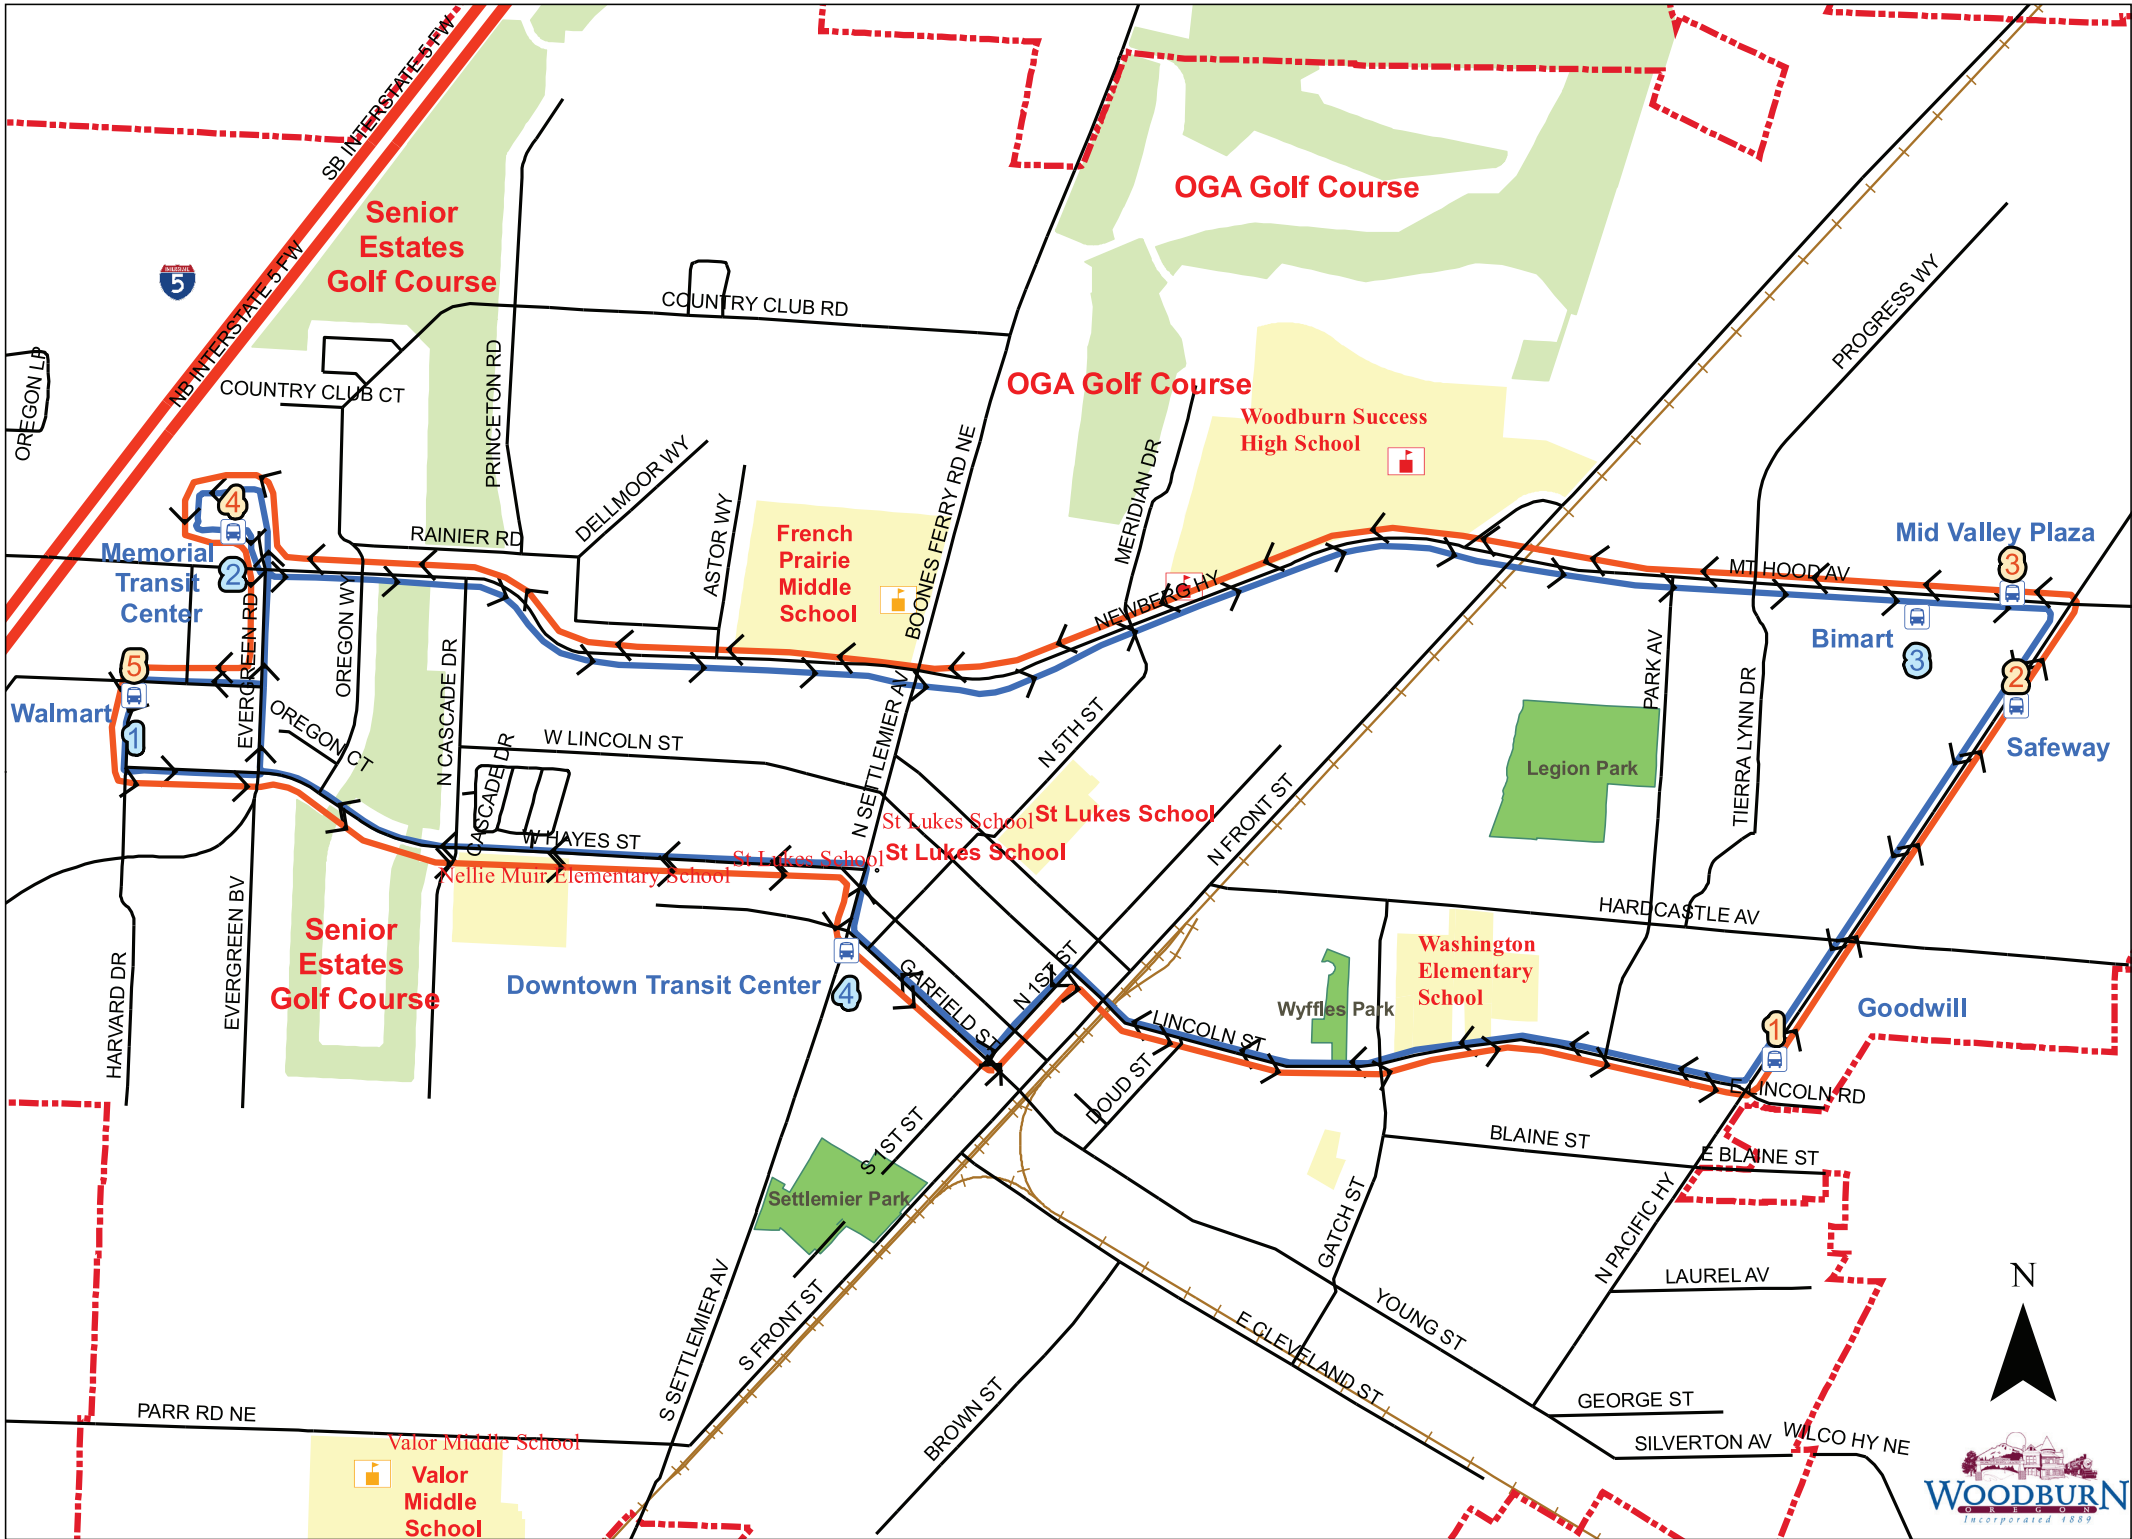 SB INTERSTATE 5 FW
NB INTERSTATE 5 FW
INTERSTATE
5
Senior
Estates
Golf Course
OGA Golf Course
COUNTRY CLUB RD
PROGRESS WY
OREGON LP
COUNTRY CLUB CT
PRINCETON RD
OGA Golf Course
Woodburn Success
High School
DELLMOOR WY
ASTOR WY
BOONES FERRY RD NE
MERIDIAN DR
4
RAINIER RD
French
Prairie
Middle
School
Mid Valley Plaza
3
Memorial
Transit
Center
2
MT HOOD AV
NEWBERG HY
EVERGREEN RD
OREGON WY
N CASCADE DR
Bimart
3
PARK AV
TIERRA LYNN DR
5
Walmart
1
2
Safeway
OREGON CT
W LINCOLN ST
N SETTLEMIER AV
N 5TH ST
Legion Park
CASCADE DR
W HAYES ST
St Lukes School
St Lukes School
St Lukes School
St Lukes School
Nellie Muir Elementary School
N FRONT ST
HARDCASTLE AV
EVERGREEN BV
HARVARD DR
Senior
Estates
Golf Course
Downtown Transit Center
4
GARFIELD ST
N 1ST ST
LINCOLN ST
Wyffles Park
Washington
Elementary
School
Goodwill
1
E LINCOLN RD
DOUD ST
S 1ST ST
BLAINE ST
E BLAINE ST
Settlemier Park
GATCH ST
N PACIFIC HY
LAUREL AV
N
S SETTLEMIER AV
S FRONT ST
YOUNG ST
E CLEVELAND ST
BROWN ST
GEORGE ST
SILVERTON AV
WILCO HY NE
PARR RD NE
Valor Middle School
Valor
Middle
School
WOODBURN
OREGON
Incorporated 1889